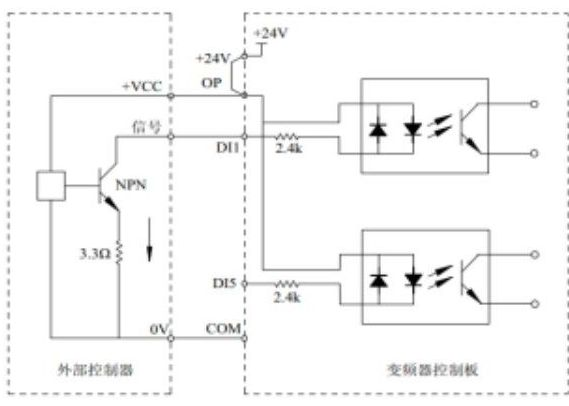 +24V
+24V
+VCC
OP
信号
DI1
2.4k
NPN
3.3Ω
DI5
2.4k
0V
COM
外部控制器
变频器控制板